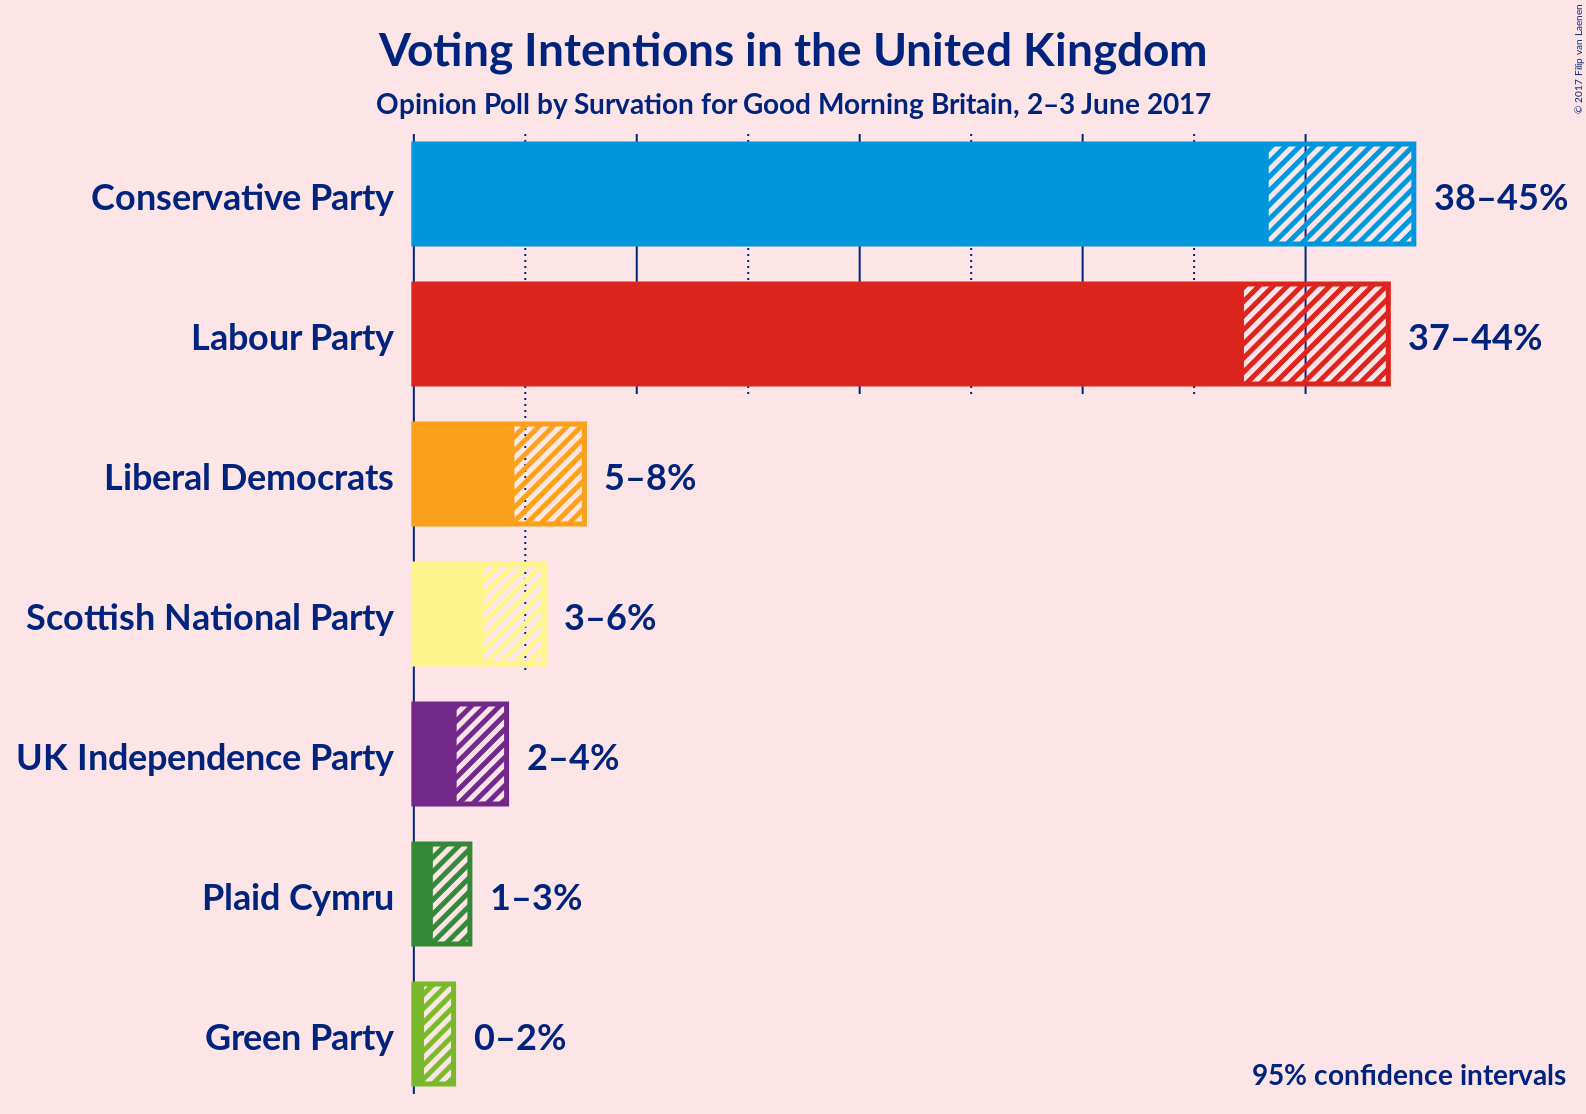 Voting Intentions in the United Kingdom
Opinion Poll by Survation for Good Morning Britain, 2–3 June 2017
© 2017 Filip van Laenen
Conservative Party 38–45%
Labour Party 37–44%
Liberal Democrats 5–8%
Scottish National Party 3–6%
UK Independence Party 2–4%
Plaid Cymru 1–3%
Green Party 0–2%
95% confidence intervals